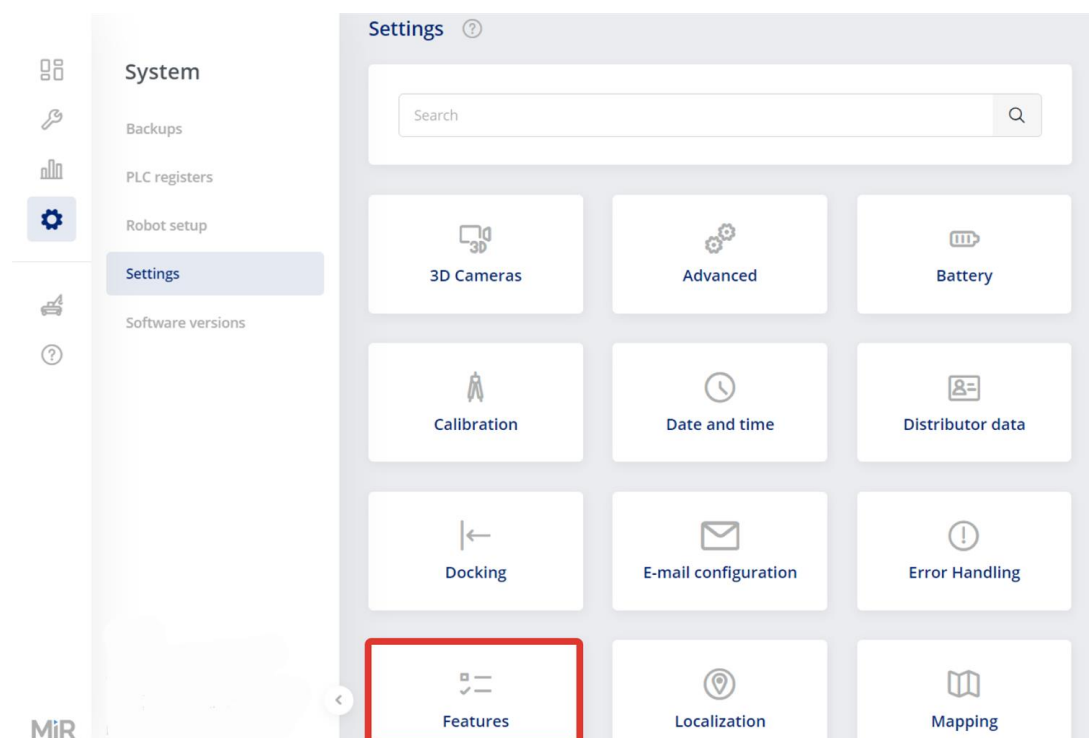 Settings ?
System
Backups
PLC registers
Robot setup
Settings
Software versions
?
MiR
Search
3D
3D Cameras
Advanced
Battery
Calibration
Date and time
Distributor data
Docking
E-mail configuration
Error Handling
Features
Localization
Mapping